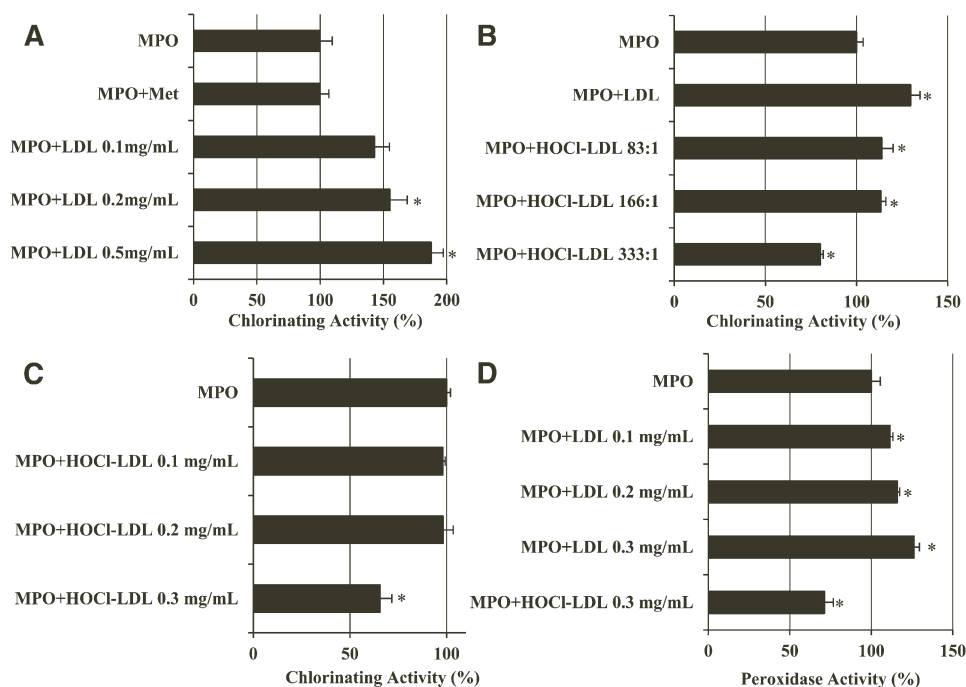 A
MPO
MPO+Met
MPO+LDL 0.1mg/mL
MPO+LDL 0.2mg/mL
*
MPO+LDL 0.5mg/mL
*
0 50 100 150 200
Chlorinating Activity (%)
B
MPO
MPO+LDL
*
MPO+HOCl-LDL 83:1
*
MPO+HOCl-LDL 166:1
*
MPO+HOCl-LDL 333:1
*
0 50 100 150
Chlorinating Activity (%)
C
MPO
MPO+HOCl-LDL 0.1 mg/mL
MPO+HOCl-LDL 0.2 mg/mL
MPO+HOCl-LDL 0.3 mg/mL
*
0 50 100
Chlorinating Activity (%)
D
MPO
MPO+LDL 0.1 mg/mL
*
MPO+LDL 0.2 mg/mL
*
MPO+LDL 0.3 mg/mL
*
MPO+HOCl-LDL 0.3 mg/mL
*
0 50 100 150
Peroxidase Activity (%)